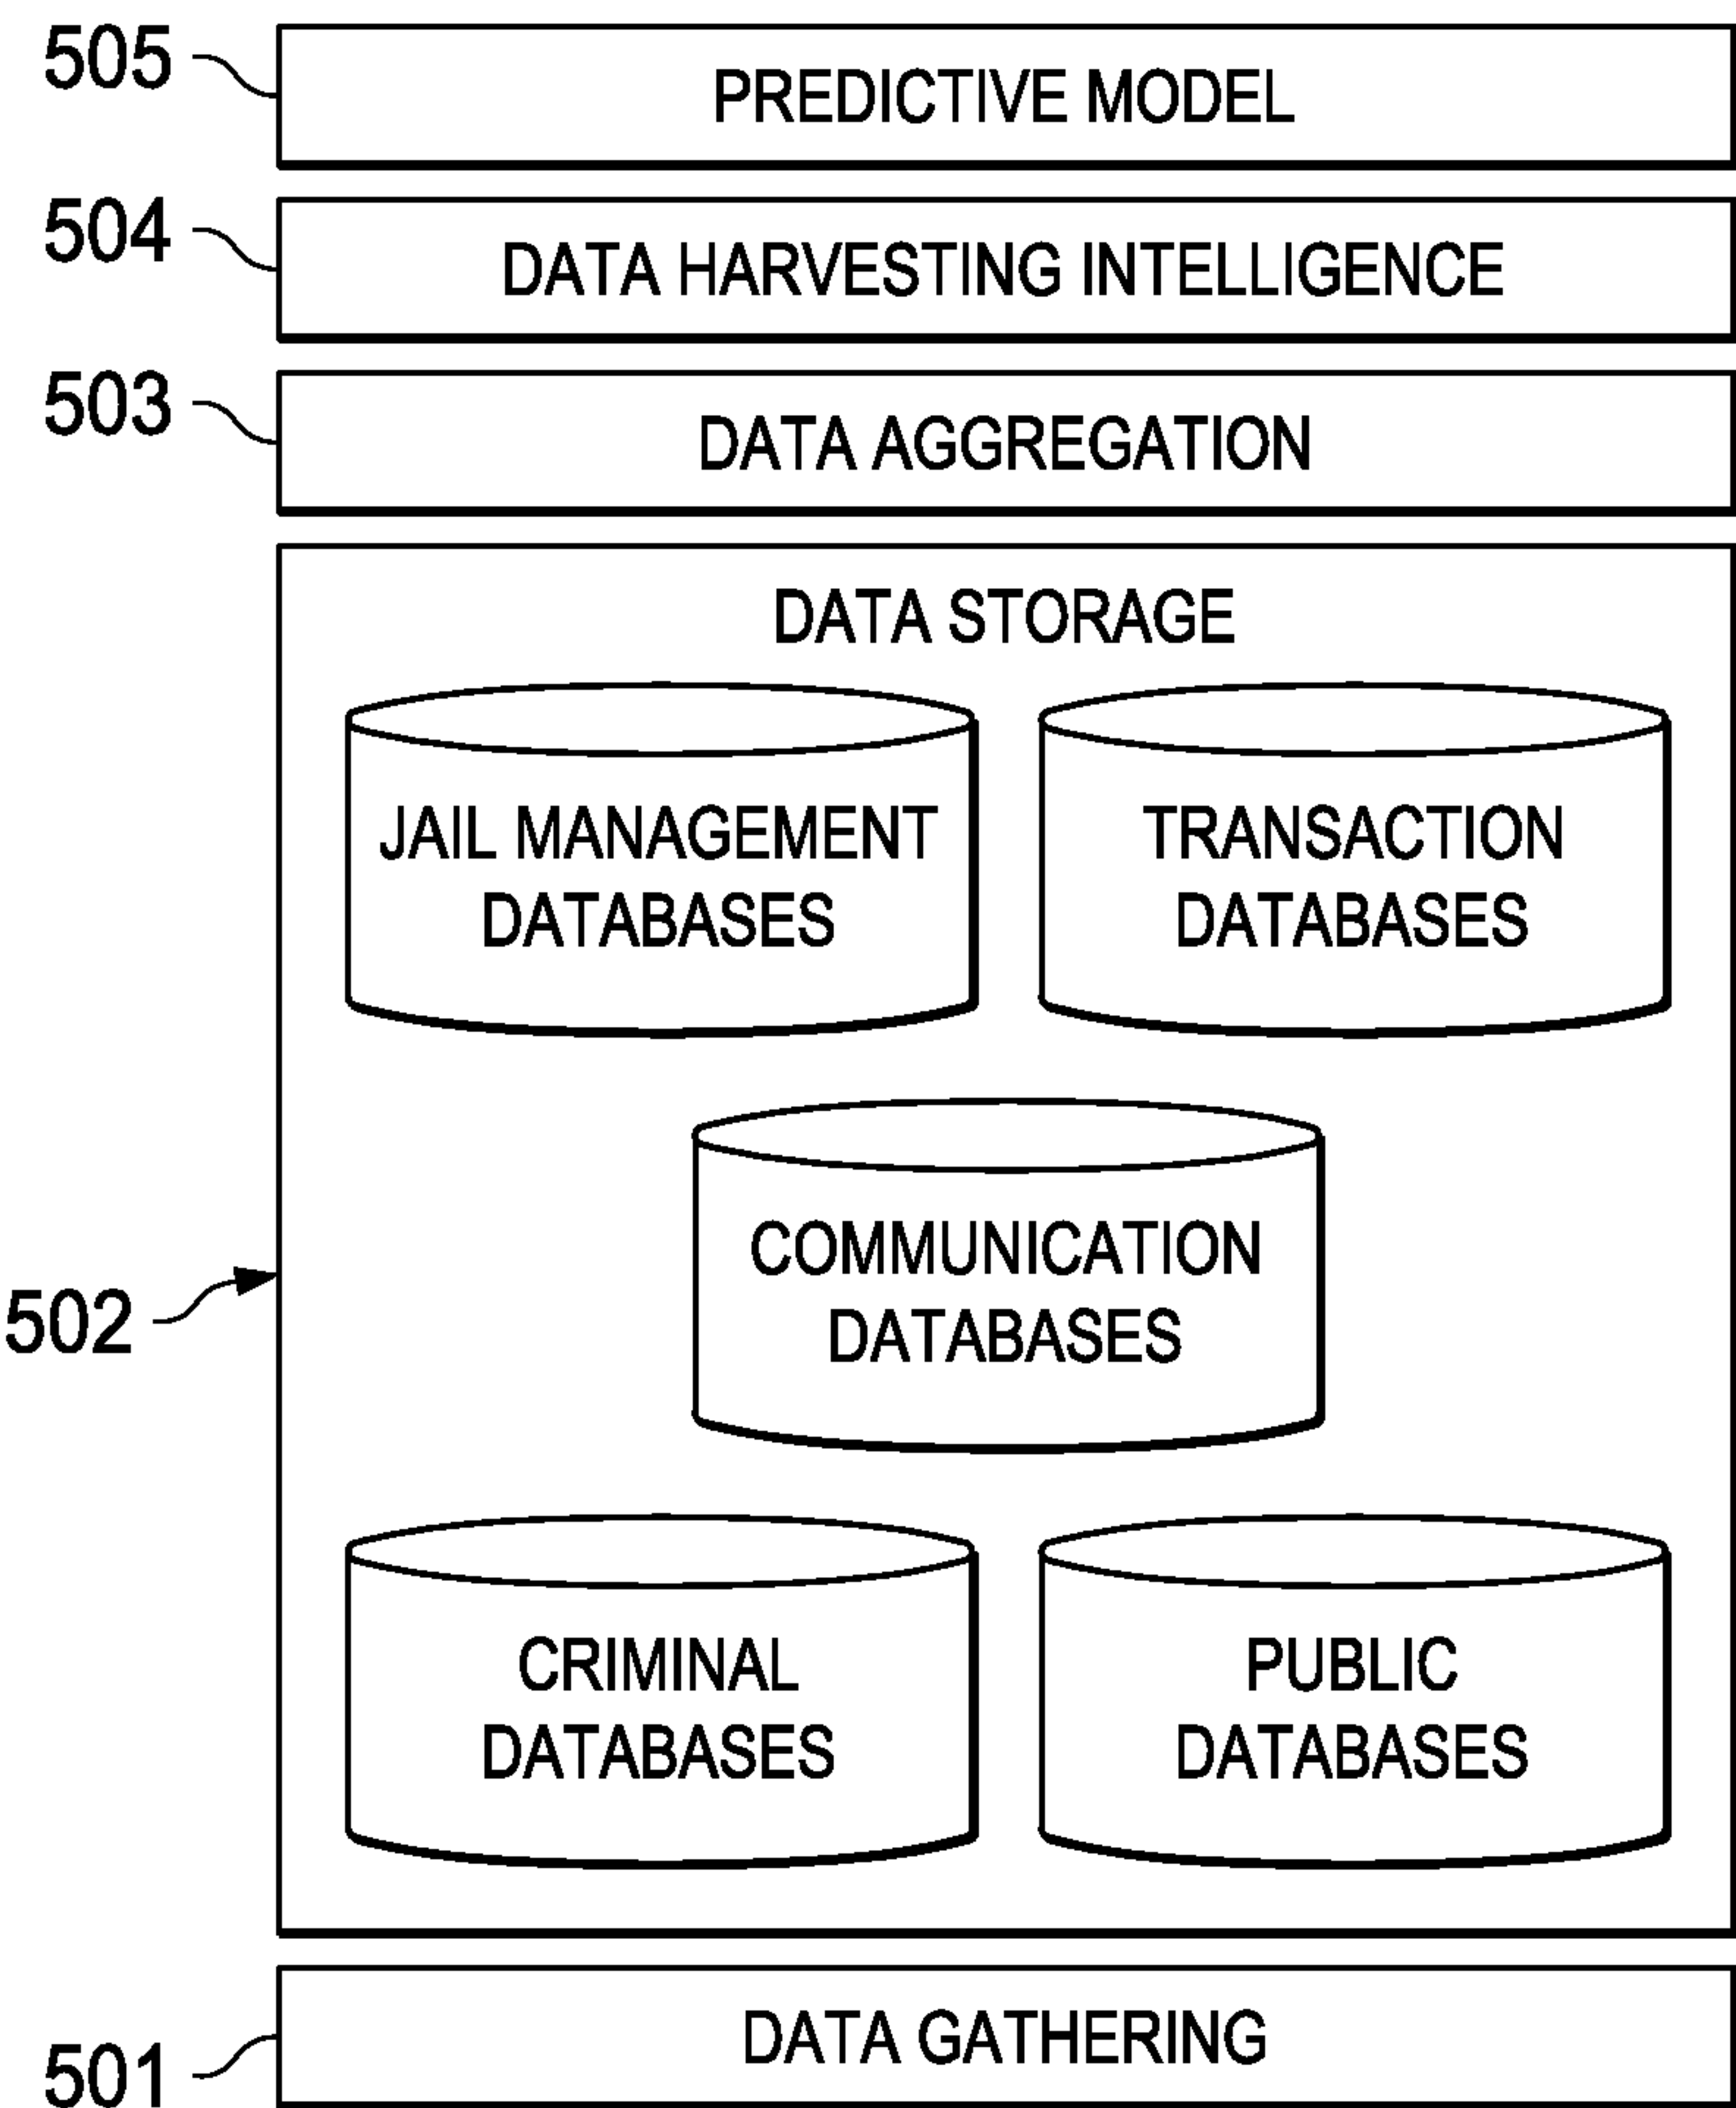 505
PREDICTIVE MODEL
504
DATA HARVESTING INTELLIGENCE
503
DATA AGGREGATION
DATA STORAGE
JAIL MANAGEMENT
DATABASES
TRANSACTION
DATABASES
502
COMMUNICATION
DATABASES
CRIMINAL
DATABASES
PUBLIC
DATABASES
501
DATA GATHERING